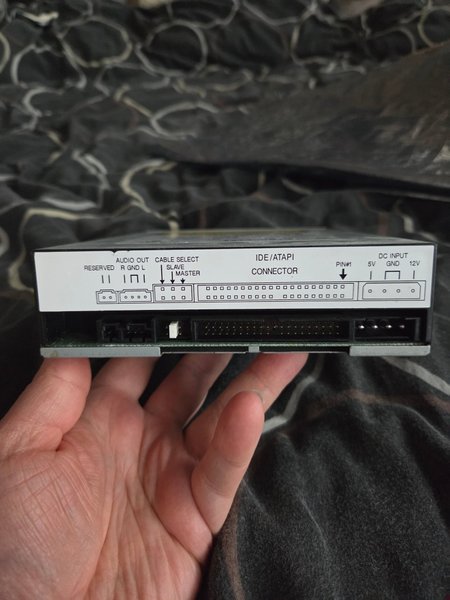 RESERVED
AUDIO OUT
R GND L
CABLE SELECT
SLAVE
MASTER
IDE/ATAPI
CONNECTOR
PIN#1
DC INPUT
5V GND 12V